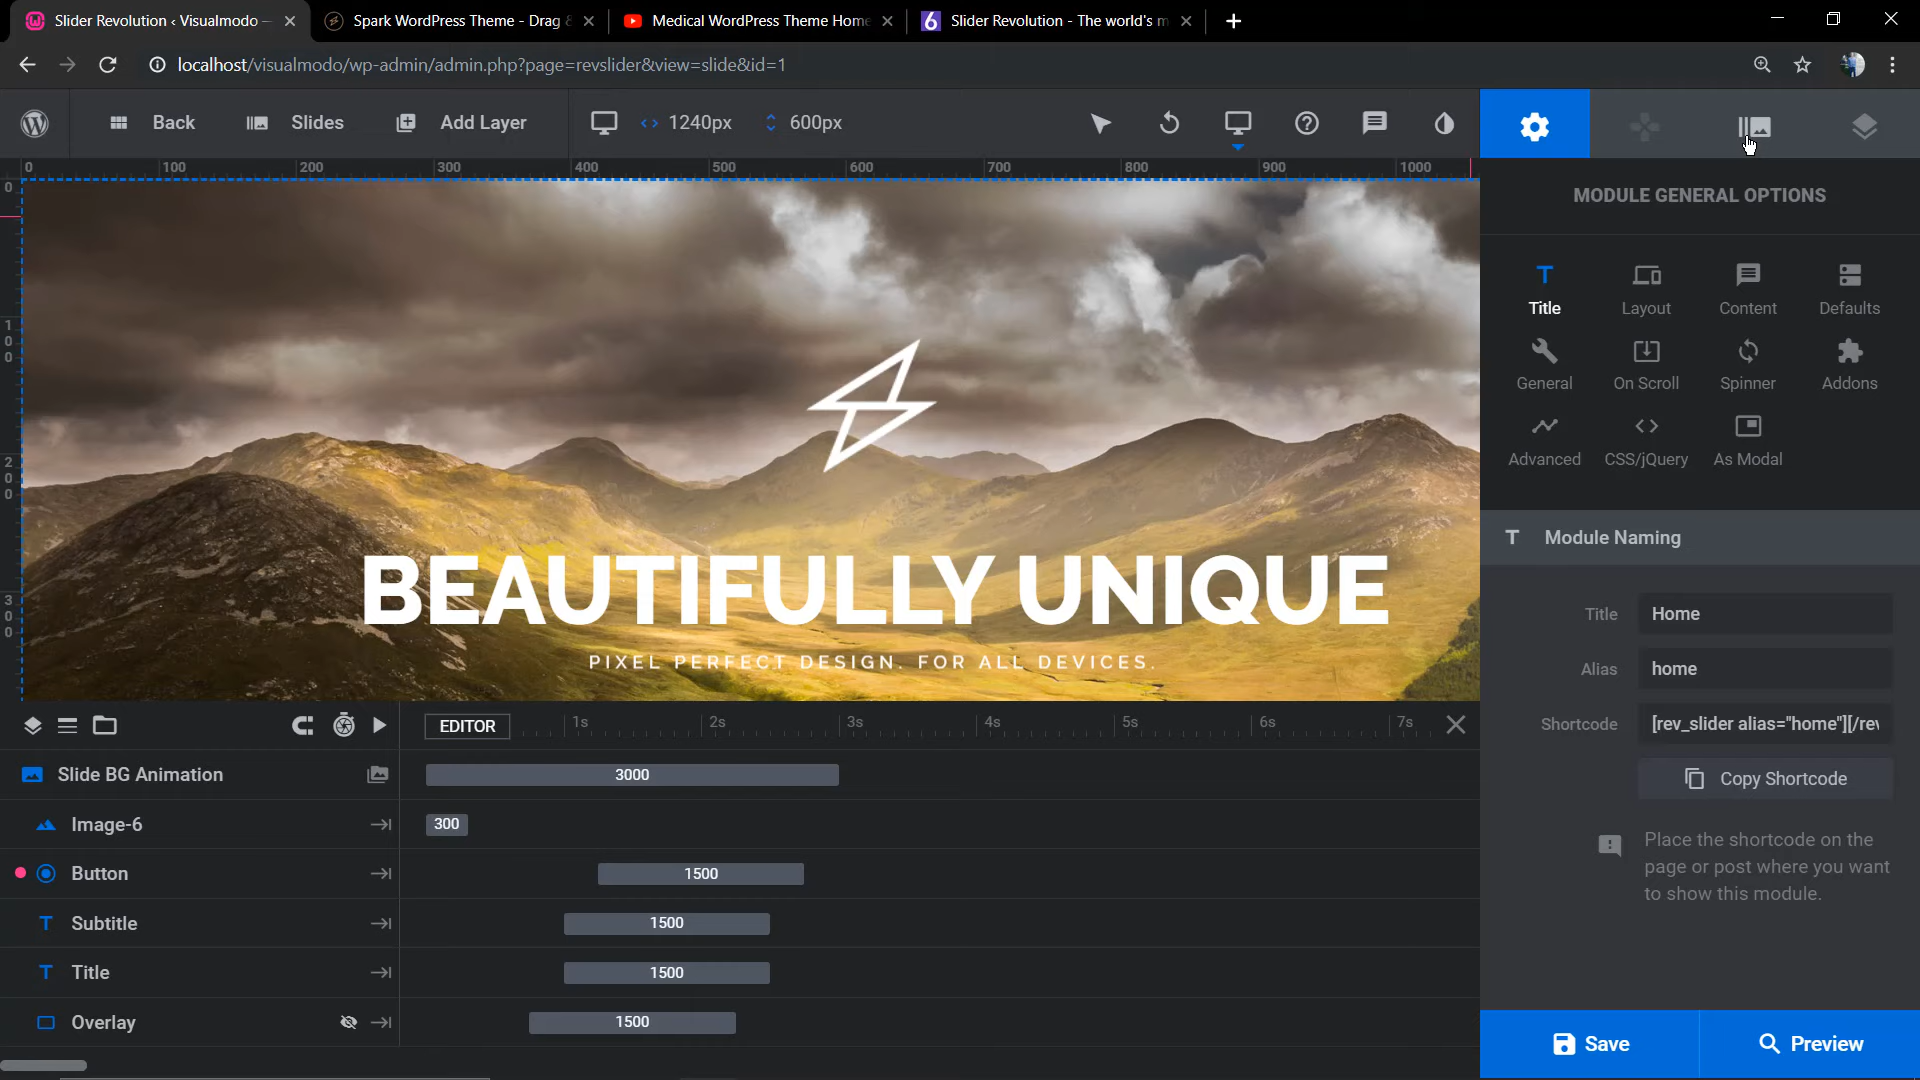 Slider Revolution ‹ Visualmodo —
Spark WordPress Theme - Drag &
Medical WordPress Theme Home
Slider Revolution - The world's m
localhost/visualmodo/wp-admin/admin.php?page=revslider&view=slide&id=1
Back
Slides
Add Layer
1240px
600px
0 100 200 300 400 500 600 700 800 900 1000
0
100
200
300
BEAUTIFULLY UNIQUE
PIXEL PERFECT DESIGN. FOR ALL DEVICES.
MODULE GENERAL OPTIONS
Title Layout Content Defaults
General On Scroll Spinner Addons
Advanced CSS/jQuery As Modal
Module Naming
Title Home
Alias home
Shortcode [rev_slider alias="home"][/rev
Copy Shortcode
Place the shortcode on the
page or post where you want
to show this module.
Save
Preview
EDITOR 1s 2s 3s 4s 5s 6s 7s
Slide BG Animation 3000
Image-6 300
Button 1500
Subtitle 1500
Title 1500
Overlay 1500